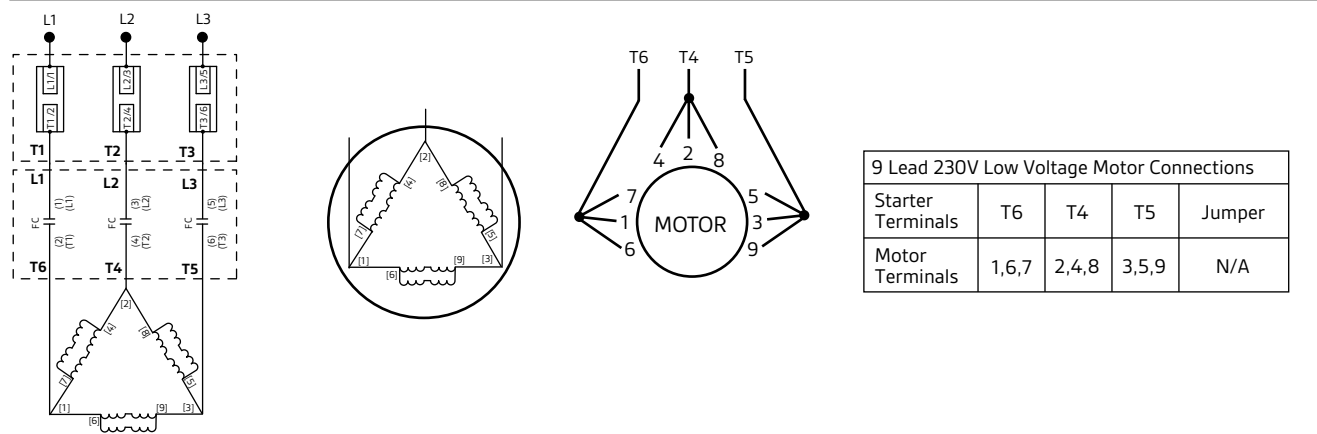 L1 L2 L3
L1/1 L2/3 L3/5
T1/2 T2/4 T3/6
T1 T2 T3
L1 L2 L3
(1) (L1) (3) (L2) (5) (L3)
FC FC FC
(2) (T1) (4) (T2) (6) (T3)
T6 T4 T5
[2]
[4] [8]
[7] [5]
[1] [9] [3]
[6]
[2]
[4] [8]
[7] [5]
[1] [9] [3]
[6]
T6 T4 T5
4 2 8
7 5
1 MOTOR 3
6 9
9 Lead 230V Low Voltage Motor Connections
Starter Terminals T6 T4 T5 Jumper
Motor Terminals 1,6,7 2,4,8 3,5,9 N/A